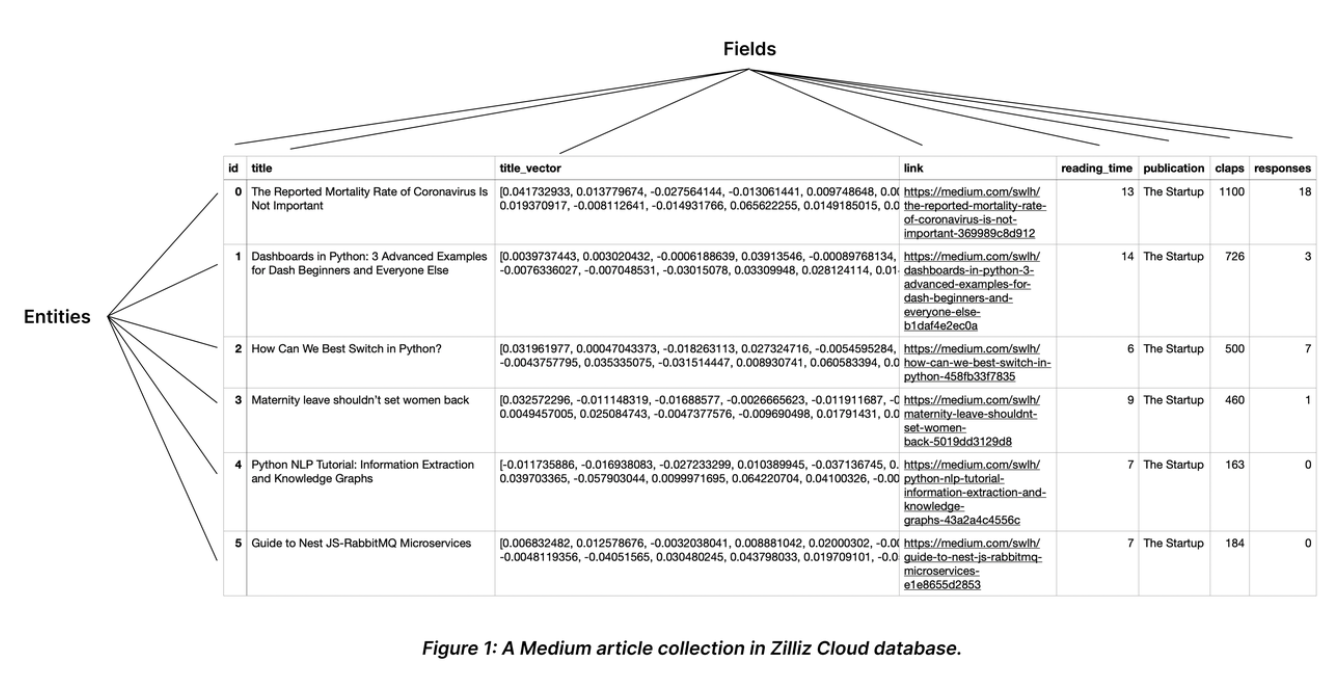 Fields
Entities
id title title_vector link reading_time publication claps responses
0 The Reported Mortality Rate of Coronavirus Is [0.041732933, 0.013779674, -0.027564144, -0.013061441, 0.009748648, 0.00 https://medium.com/swlh/ 13 The Startup 1100 18
Not Important 0.019370917, -0.008112641, -0.014931766, 0.065622255, 0.0149185015, 0.0 the-reported-mortality-rate-
of-coronavirus-is-not-
important-369989c8d912
1 Dashboards in Python: 3 Advanced Examples [0.0039737443, 0.003020432, -0.0006188639, 0.03913546, -0.00089768134, https://medium.com/swlh/ 14 The Startup 726 3
for Dash Beginners and Everyone Else -0.0076336027, -0.007048531, -0.03015078, 0.03309948, 0.028124114, 0.01 dashboards-in-python-3-
advanced-examples-for-
dash-beginners-and-
everyone-else-
b1daf4e2ec0a
2 How Can We Best Switch in Python? [0.031961977, 0.00047043373, -0.018263113, 0.027324716, -0.0054595284, https://medium.com/swlh/ 6 The Startup 500 7
-0.0043757795, 0.035335075, -0.031514447, 0.008930741, 0.060583394, 0.0 how-can-we-best-switch-in-
python-458fb33f7835
3 Maternity leave shouldn't set women back [0.032572296, -0.011148319, -0.01688577, -0.0026665623, -0.011911687, -0 https://medium.com/swlh/ 9 The Startup 460 1
0.0049457005, 0.025084743, -0.0047377576, -0.009690498, 0.01791431, 0.0 maternity-leave-shouldnt-
set-women-
back-5019dd3129d8
4 Python NLP Tutorial: Information Extraction [-0.011735886, -0.016938083, -0.027233299, 0.010389945, -0.037136745, 0. https://medium.com/swlh/ 7 The Startup 163 0
and Knowledge Graphs 0.039703365, -0.057903044, 0.0099971695, 0.064220704, 0.04100326, -0.00 python-nlp-tutorial-
information-extraction-and-
knowledge-
graphs-43a2a4c4556c
5 Guide to Nest JS-RabbitMQ Microservices [0.006832482, 0.012578676, -0.0032038041, 0.008881042, 0.02000302, -0.00 https://medium.com/swlh/ 7 The Startup 184 0
-0.0048119356, -0.04051565, 0.030480245, 0.043798033, 0.019709101, -0.0 guide-to-nest-js-rabbitmq-
microservices-
e1e8655d2853
Figure 1: A Medium article collection in Zilliz Cloud database.